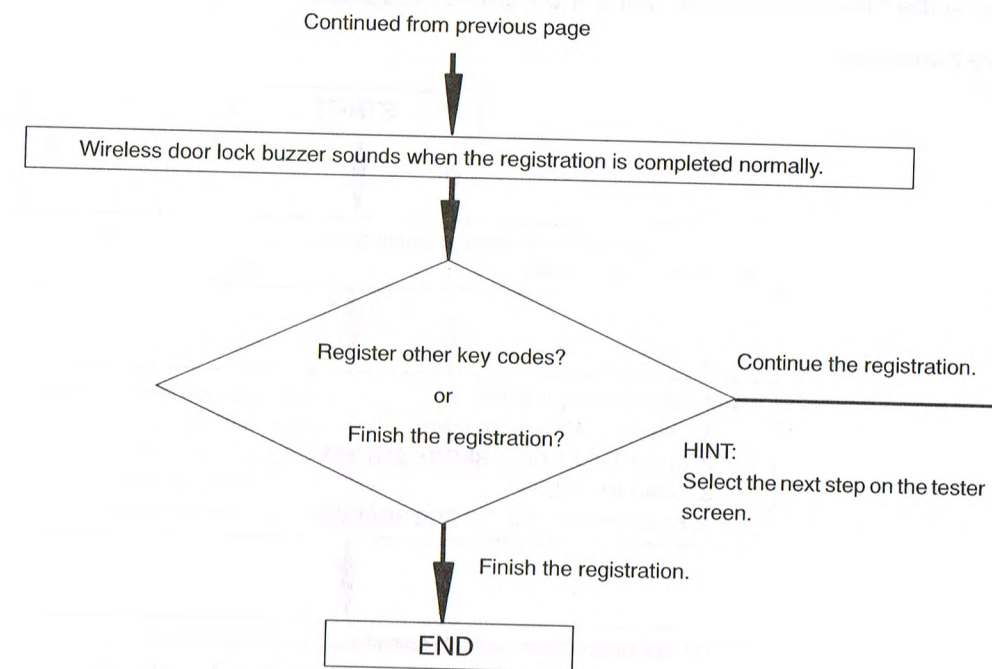 Continued from previous page
Wireless door lock buzzer sounds when the registration is completed normally.
Register other key codes?
or
Finish the registration?
Continue the registration.
HINT:
Select the next step on the tester
screen.
Finish the registration.
END